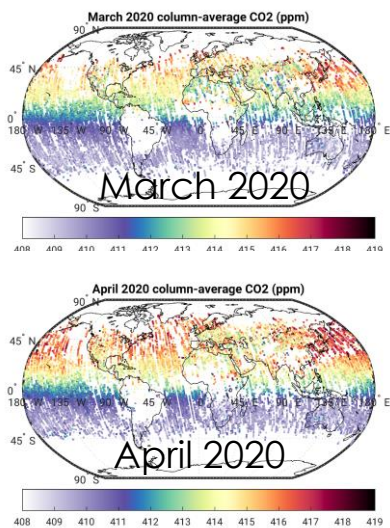 March 2020 column-average CO2 (ppm)
90° N
45° N
0°
180° W 135° W 90° W 45° W 0° 45° E 90° E 135° E 180° E
45° S
March 2020
90° S
408 409 410 411 412 413 414 415 416 417 418 419
April 2020 column-average CO2 (ppm)
90° N
45° N
0°
180° W 135° W 90° W 45° W 0° 45° E 90° E 135° E 180° E
45° S
April 2020
90° S
408 409 410 411 412 413 414 415 416 417 418 419